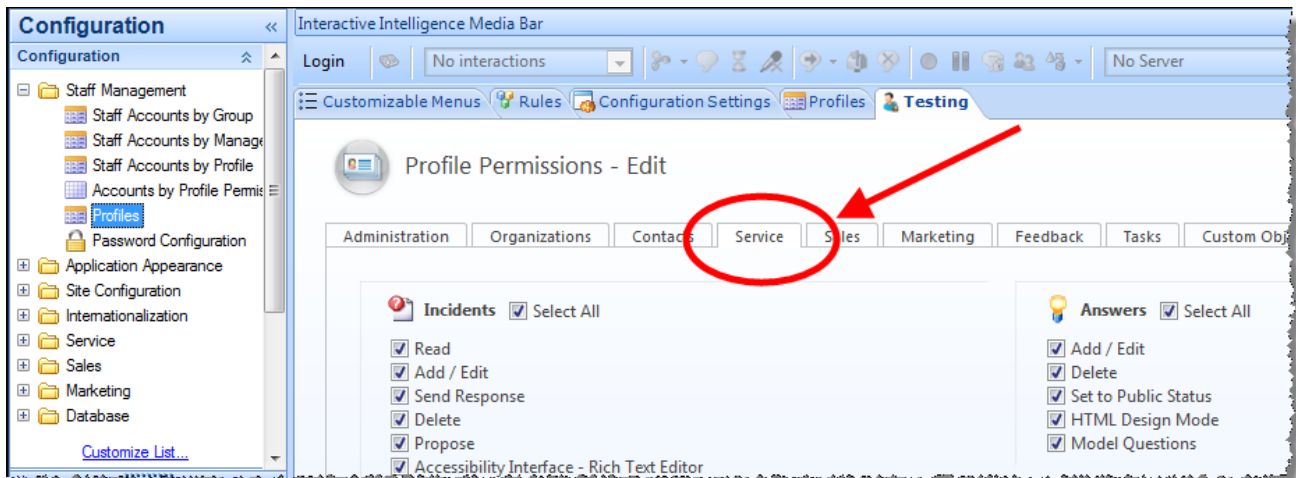 Configuration «
Interactive Intelligence Media Bar
Configuration
Login No interactions No Server
Staff Management
Staff Accounts by Group
Staff Accounts by Manage
Staff Accounts by Profile
Accounts by Profile Permis
Profiles
Password Configuration
Application Appearance
Site Configuration
Internationalization
Service
Sales
Marketing
Database
Customize List...
Customizable Menus Rules Configuration Settings Profiles Testing
Profile Permissions - Edit
Administration Organizations Contacts Service Sales Marketing Feedback Tasks Custom Obj
Incidents Select All
Read
Add / Edit
Send Response
Delete
Propose
Accessibility Interface - Rich Text Editor
Answers Select All
Add / Edit
Delete
Set to Public Status
HTML Design Mode
Model Questions